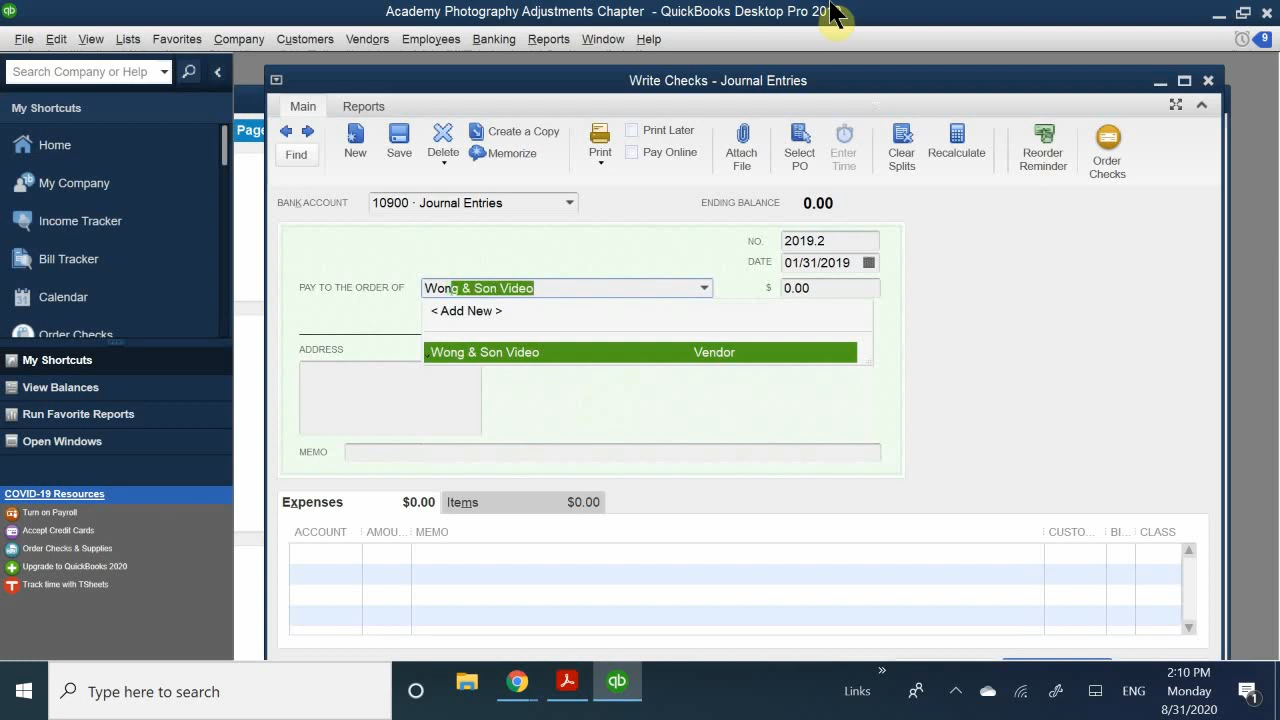 Academy Photography Adjustments Chapter - QuickBooks Desktop Pro
File Edit View Lists Favorites Company Customers Vendors Employees Banking Reports Window Help 9
Search Company or Help
Write Checks - Journal Entries
My Shortcuts
Main Reports
Page
Home
My Company
Income Tracker
Bill Tracker
Calendar
Order Checks
Find
New
Save
Delete
Create a Copy
Memorize
Print
Print Later
Pay Online
Attach File
Select PO
Enter Time
Clear Splits
Recalculate
Reorder Reminder
Order Checks
BANK ACCOUNT 10900 · Journal Entries ENDING BALANCE 0.00
NO. 2019.2
DATE 01/31/2019
PAY TO THE ORDER OF Wong & Son Video $ 0.00
< Add New >
Wong & Son Video Vendor
ADDRESS
MEMO
My Shortcuts
View Balances
Run Favorite Reports
Open Windows
COVID-19 Resources
Turn on Payroll
Accept Credit Cards
Order Checks & Supplies
Upgrade to QuickBooks 2020
Track time with TSheets
Expenses $0.00 Items $0.00
ACCOUNT AMOU... MEMO CUSTO... BI... CLASS
Type here to search
qb
Links
ENG
2:10 PM
Monday
8/31/2020
1